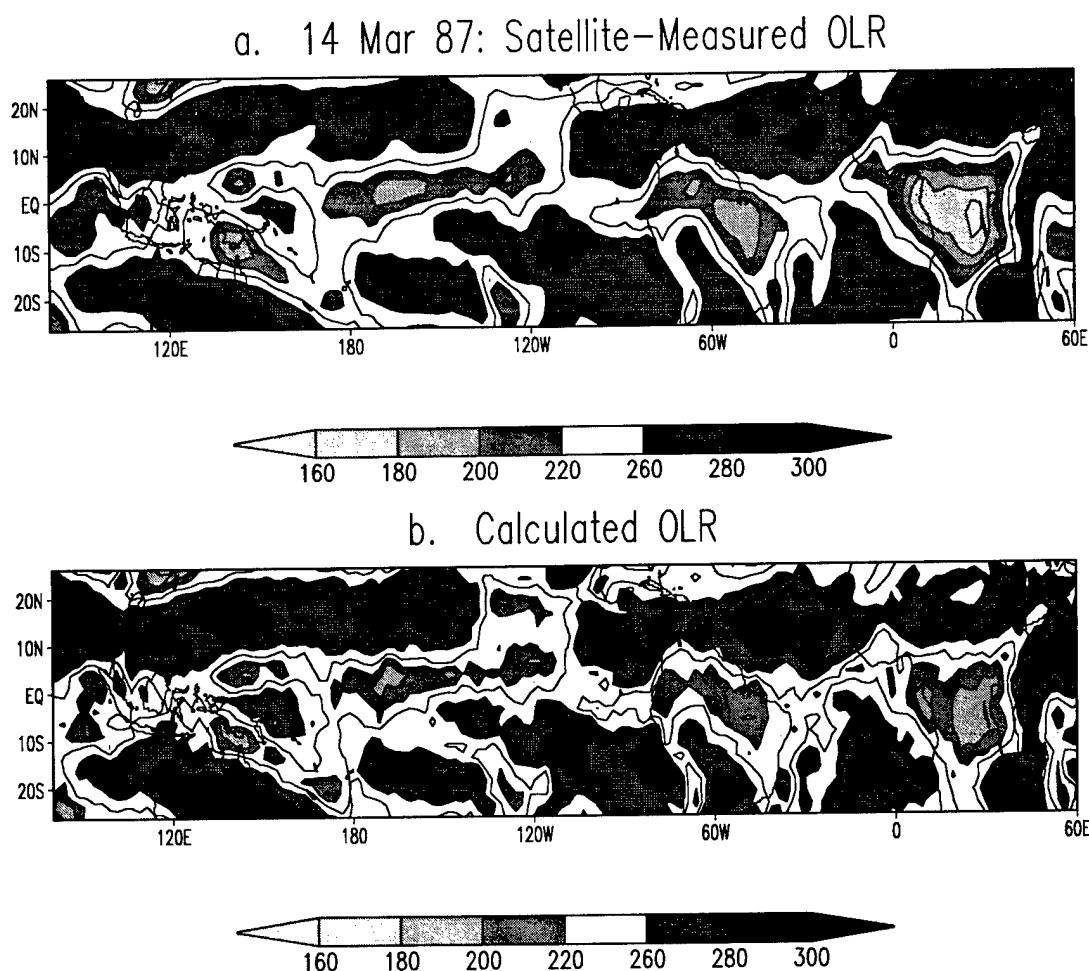 a. 14 Mar 87: Satellite-Measured OLR
20N
10N
EQ
10S
20S
120E 180 120W 60W 0 60E
160 180 200 220 260 280 300
b. Calculated OLR
20N
10N
EQ
10S
20S
120E 180 120W 60W 0 60E
160 180 200 220 260 280 300